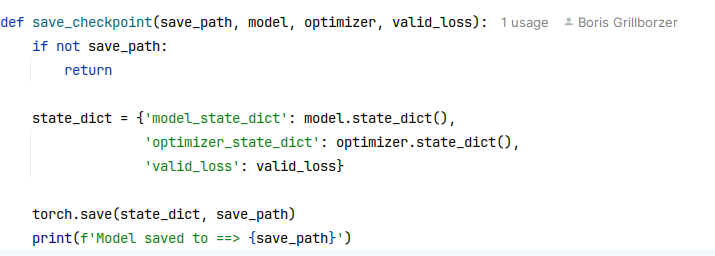 def save_checkpoint(save_path, model, optimizer, valid_loss): 1 usage Boris Grillborzer
    if not save_path:
        return

    state_dict = {'model_state_dict': model.state_dict(),
                  'optimizer_state_dict': optimizer.state_dict(),
                  'valid_loss': valid_loss}

    torch.save(state_dict, save_path)
    print(f'Model saved to ==> {save_path}')